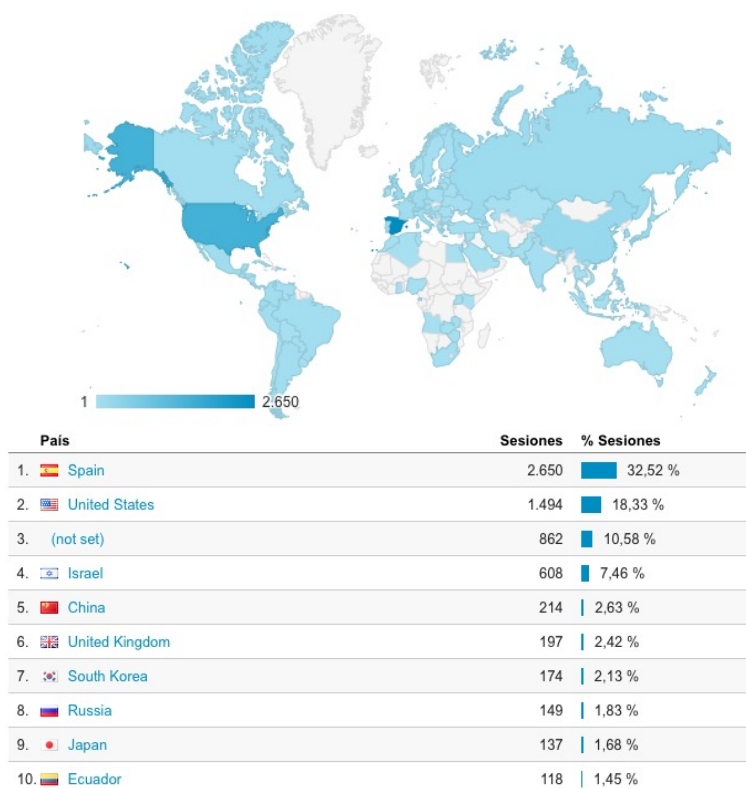 1 2.650
País Sesiones % Sesiones
1. Spain 2.650 32,52 %
2. United States 1.494 18,33 %
3. (not set) 862 10,58 %
4. Israel 608 7,46 %
5. China 214 2,63 %
6. United Kingdom 197 2,42 %
7. South Korea 174 2,13 %
8. Russia 149 1,83 %
9. Japan 137 1,68 %
10. Ecuador 118 1,45 %